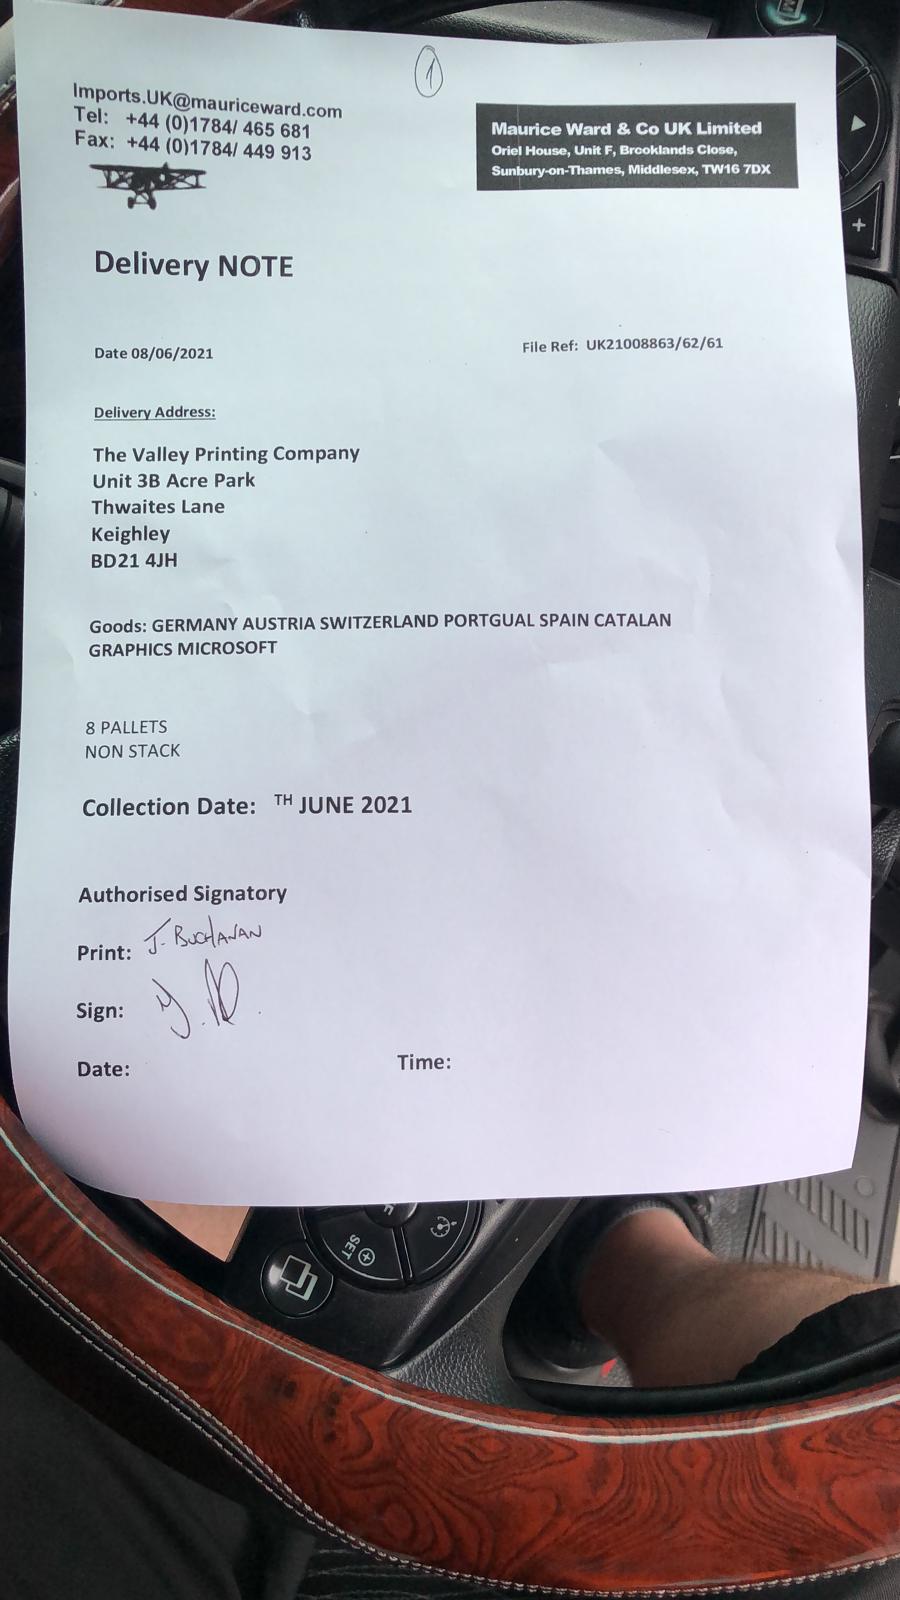 1
Imports.UK@mauriceward.com
Tel: +44 (0)1784/ 465 681
Fax: +44 (0)1784/ 449 913
Maurice Ward & Co UK Limited
Oriel House, Unit F, Brooklands Close,
Sunbury-on-Thames, Middlesex, TW16 7DX
Delivery NOTE
Date 08/06/2021
File Ref: UK21008863/62/61
Delivery Address:
The Valley Printing Company
Unit 3B Acre Park
Thwaites Lane
Keighley
BD21 4JH
Goods: GERMANY AUSTRIA SWITZERLAND PORTGUAL SPAIN CATALAN
GRAPHICS MICROSOFT
8 PALLETS
NON STACK
Collection Date: TH JUNE 2021
Authorised Signatory
Print: J. BUCHANAN
Sign:
Date:
Time:
SET